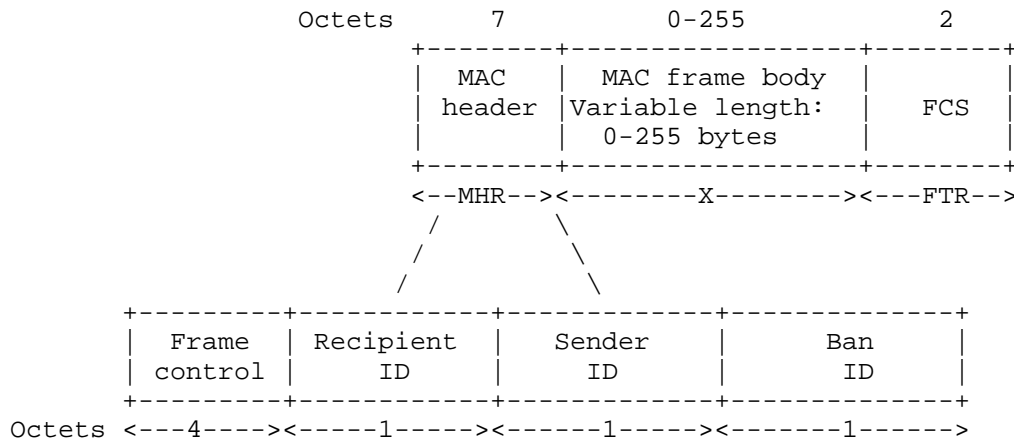 Octets 7 0-255 2
+--------+------------------+--------+
| MAC | MAC frame body | |
| header |Variable length: | FCS |
| | 0-255 bytes | |
+--------+------------------+--------+
<--MHR--><--------X--------><---FTR-->
/ \
/ \
/ \
/ \
+---------+------------+-------------+--------------+
| Frame | Recipient | Sender | Ban |
| control | ID | ID | ID |
+---------+------------+-------------+--------------+
Octets <---4----><-----1-----><------1-----><-------1------>